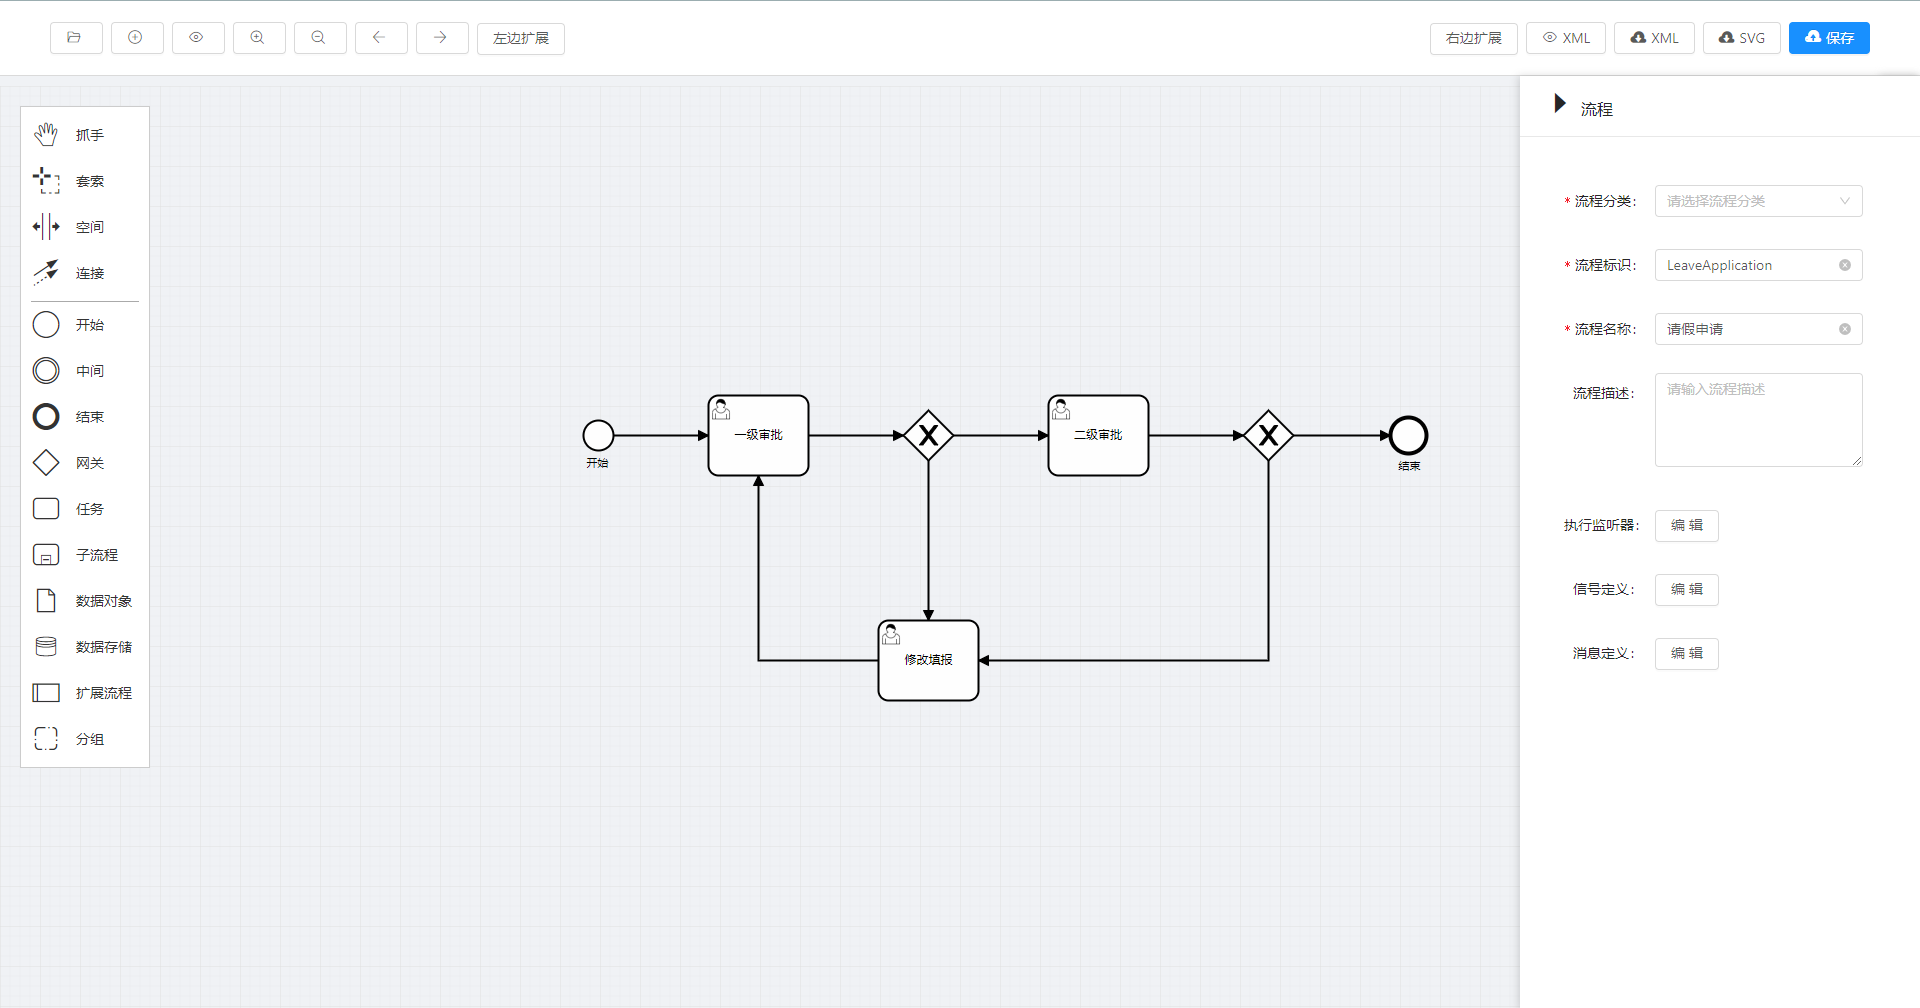 左边扩展
右边扩展
XML
XML
SVG
保存
抓手
套索
空间
连接
开始
中间
结束
网关
任务
子流程
数据对象
数据存储
扩展流程
分组
开始
一级审批
二级审批
结束
修改填报
流程
* 流程分类: 请选择流程分类
* 流程标识: LeaveApplication
* 流程名称: 请假申请
流程描述: 请输入流程描述
执行监听器: 编 辑
信号定义: 编 辑
消息定义: 编 辑